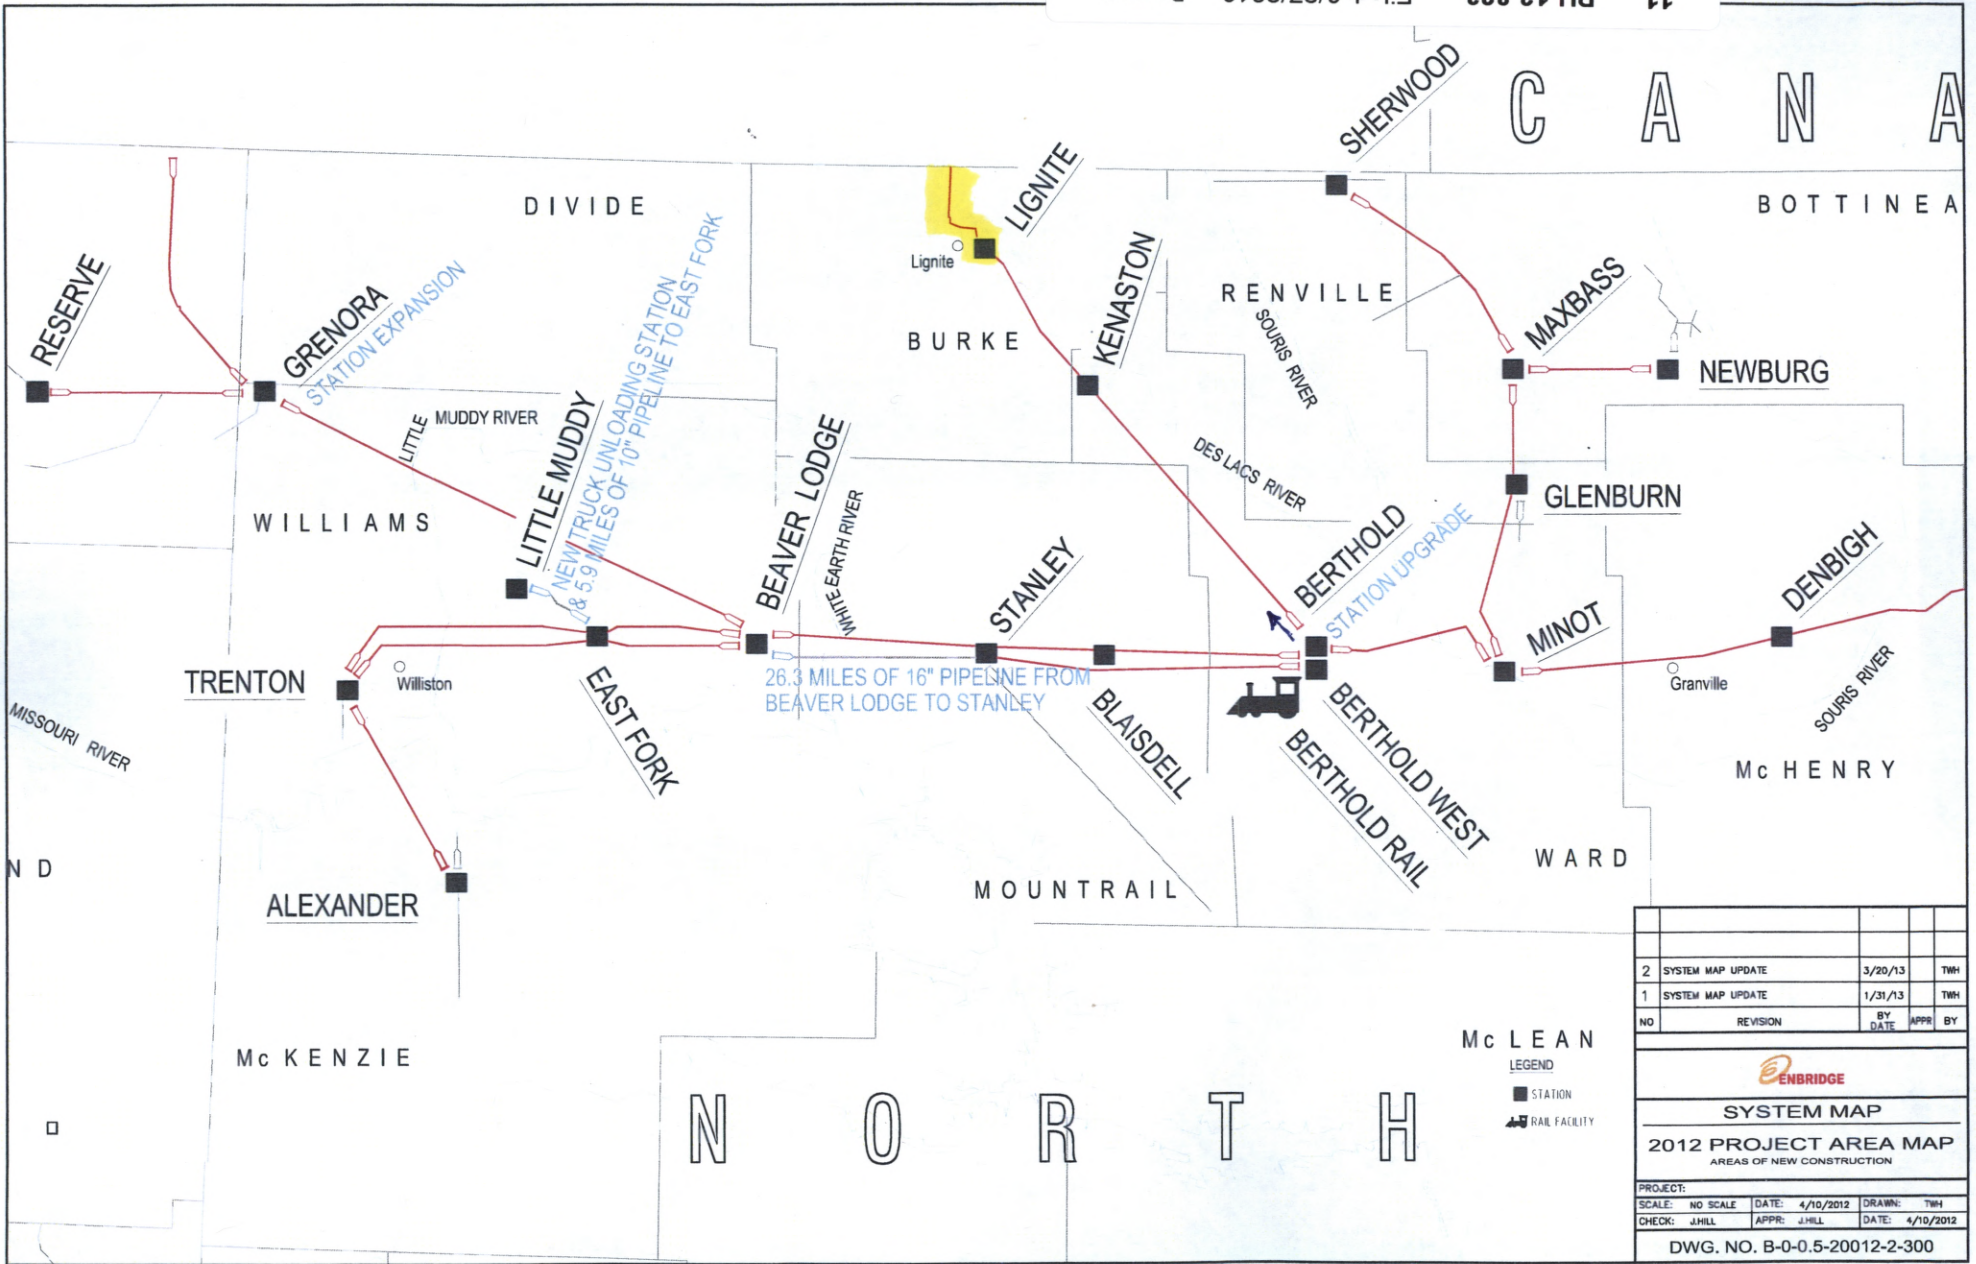 C A N A
SHERWOOD
DIVIDE
LIGNITE
Lignite
BOTTINEA
RESERVE
GRENORA
STATION EXPANSION
KENASTON
RENVILLE
SOURIS RIVER
MAXBASS
NEWBURG
BURKE
LITTLE MUDDY RIVER
LITTLE MUDDY
NEW TRUCK UNLOADING STATION
& 5.9 MILES OF 10" PIPELINE TO EAST FORK
BEAVER LODGE
WHITE EARTH RIVER
DES LACS RIVER
GLENBURN
WILLIAMS
STANLEY
BERTHOLD
STATION UPGRADE
MINOT
DENBIGH
Granville
SOURIS RIVER
TRENTON
Williston
EAST FORK
26.3 MILES OF 16" PIPELINE FROM
BEAVER LODGE TO STANLEY
BLAISDELL
BERTHOLD WEST
BERTHOLD RAIL
MISSOURI RIVER
Mc HENRY
WARD
N D
ALEXANDER
MOUNTRAIL
Mc KENZIE
Mc LEAN
N O R T H
LEGEND
STATION
RAIL FACILITY
2 SYSTEM MAP UPDATE 3/20/13 TWH
1 SYSTEM MAP UPDATE 1/31/13 TWH
NO REVISION BY DATE APPR BY
ENBRIDGE
SYSTEM MAP
2012 PROJECT AREA MAP
AREAS OF NEW CONSTRUCTION
PROJECT:
SCALE: NO SCALE DATE: 4/10/2012 DRAWN: TWH
CHECK: J.HILL APPR: J.HILL DATE: 4/10/2012
DWG. NO. B-0-0.5-20012-2-300